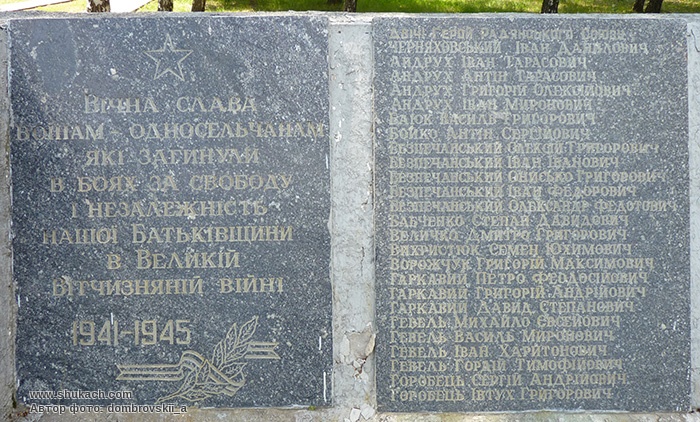 Вічна слава
воїнам - односельчанам
які загинули
в боях за свободу
і незалежність
нашої Батьківщини
в Великій
Вітчизняній війні
1941-1945
Двічі Герой Радянського Союзу
Черняховський Іван Данилович
Андрух Іван Тарасович
Андрух Антін Тарасович
Андрух Григорій Олексійович
Андрух Іван Миронович
Василь Григорович
Бойко Антин Сергійович
Безпечанський Олексій Григорович
Безпечанський Іван Іванович
Безпечанський Онисько Григорович
Безпечанський Іван Федорович
Безпечанський Олександр Федотович
Бабченко Степан Давидович
Величко Дмитро Григорович
Вихристюк Семен Юхимович
Ворожчук Григорій Максимович
Гаркавий Петро Феодосійович
Гаркавий Григорій Андрійович
Гаркавий Давид Степанович
Гевель Михайло Євсейович
Гевель Василь Миронович
Гевель Іван Харитонович
Гевель Гордій Тимофійович
Горобець Сергій Андрійович
Горобець Івтух Григорович
www.shukach.com
Автор фото: dombrovskii_a